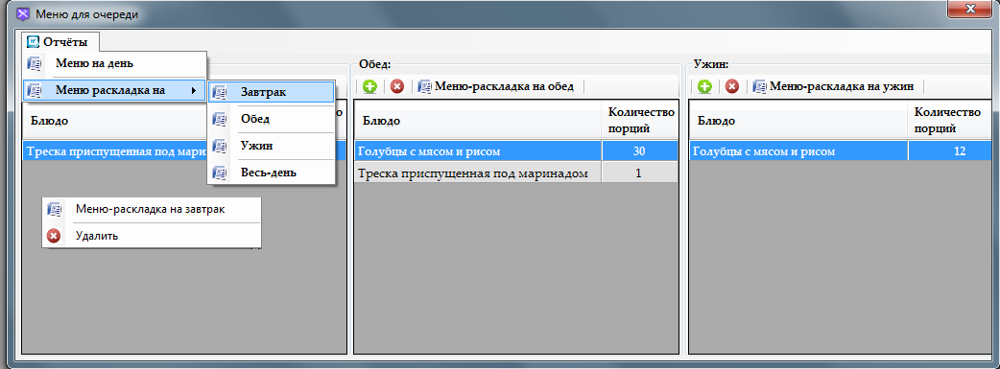 Меню для очереди
Отчёты
Меню на день
Меню раскладка на
Завтрак
Обед
Ужин
Весь-день
Блюдо
Треска приспущенная под
Меню-раскладка на завтрак
Удалить
Обед:
Меню-раскладка на обед
Блюдо
Количество
порций
Голубцы с мясом и рисом 30
Треска приспущенная под маринадом 1
Ужин:
Меню-раскладка на ужин
Блюдо
Количество
порций
Голубцы с мясом и рисом 12